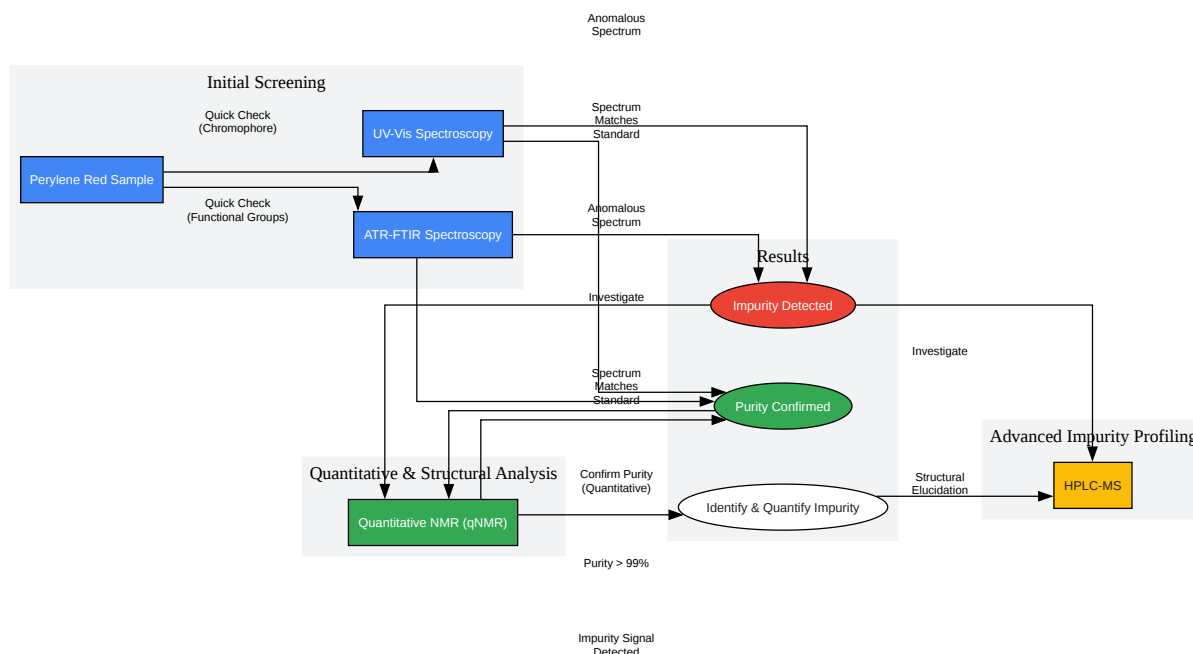 Anomalous
Spectrum
Initial Screening
Quick Check
(Chromophore)
UV-Vis Spectroscopy
Spectrum
Matches
Standard
Perylene Red Sample
Quick Check
(Functional Groups)
ATR-FTIR Spectroscopy
Anomalous
Spectrum
Results
Investigate
Impurity Detected
Investigate
Spectrum
Matches
Standard
Purity Confirmed
Advanced Impurity Profiling
Quantitative & Structural Analysis
Confirm Purity
(Quantitative)
Structural
Elucidation
HPLC-MS
Identify & Quantify Impurity
Quantitative NMR (qNMR)
Purity > 99%
Impurity Signal
Detected